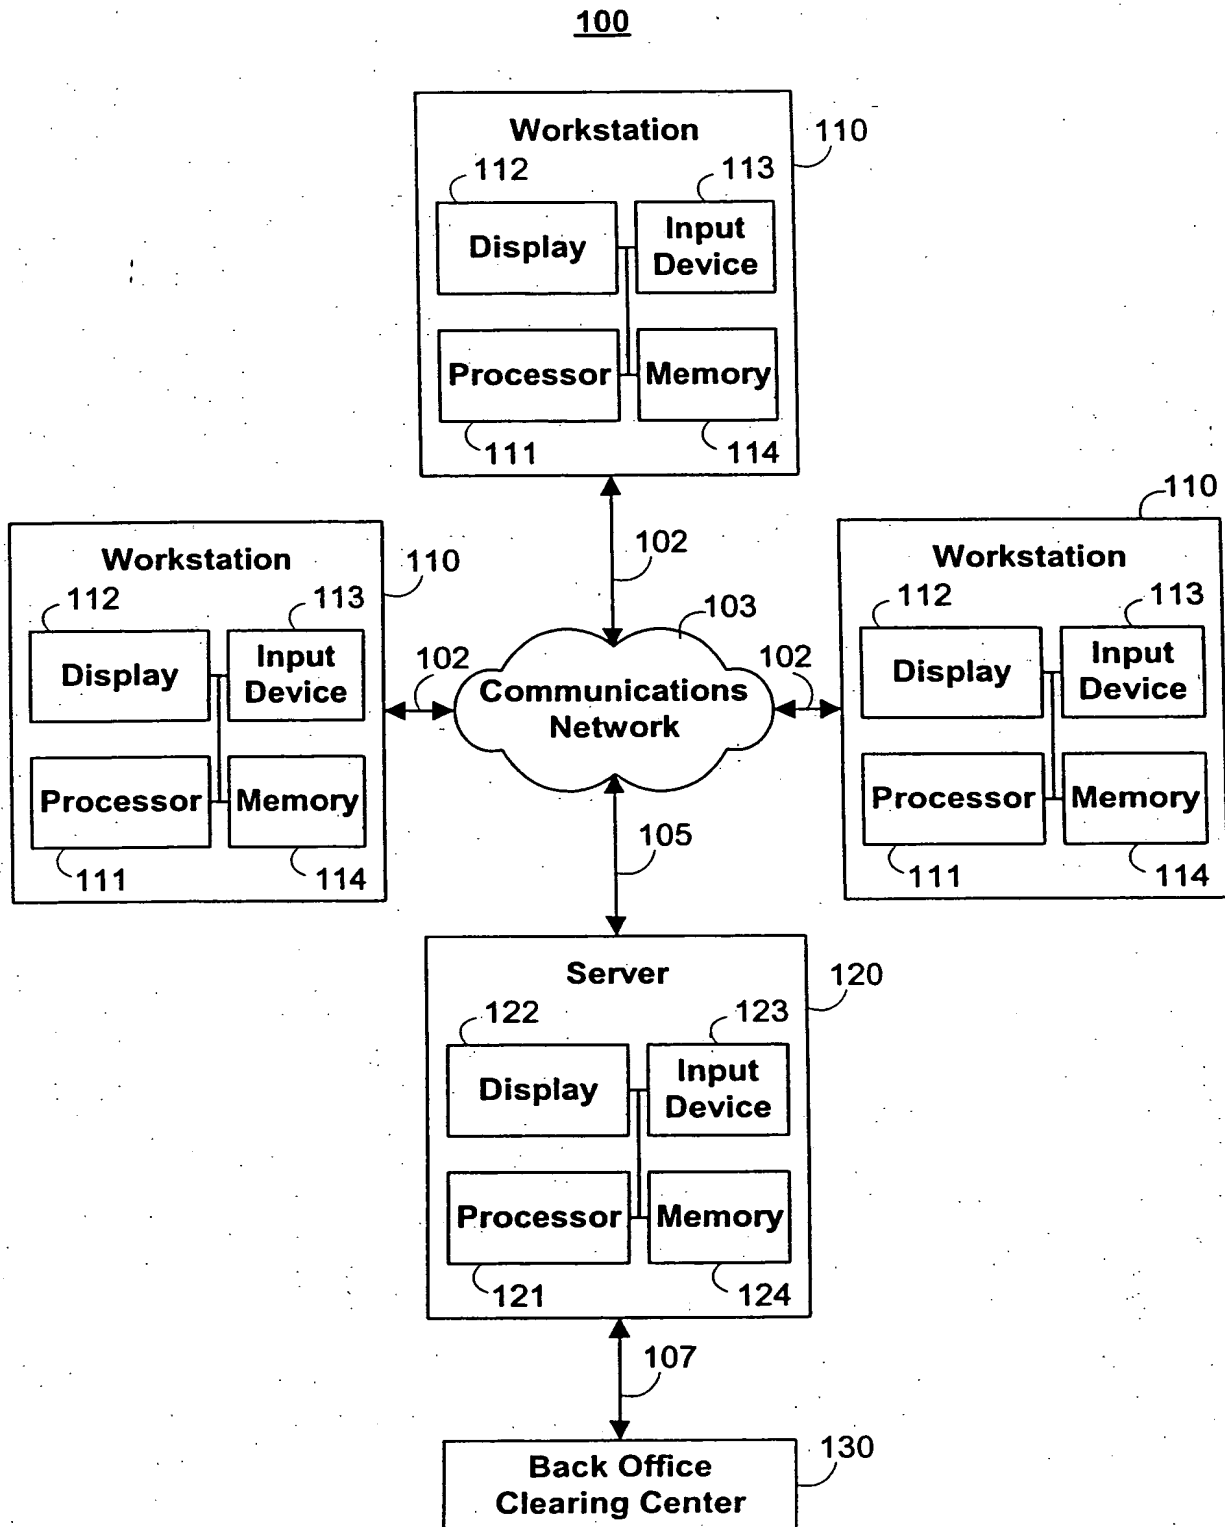 100
Workstation
110
112
113
Display
Input
Device
Processor
Memory
111
114
102
Workstation
110
112
113
Display
Input
Device
Processor
Memory
111
114
102
103
Communications
Network
102
110
Workstation
112
113
Display
Input
Device
Processor
Memory
111
114
105
Server
120
122
123
Display
Input
Device
Processor
Memory
121
124
107
Back Office
Clearing Center
130